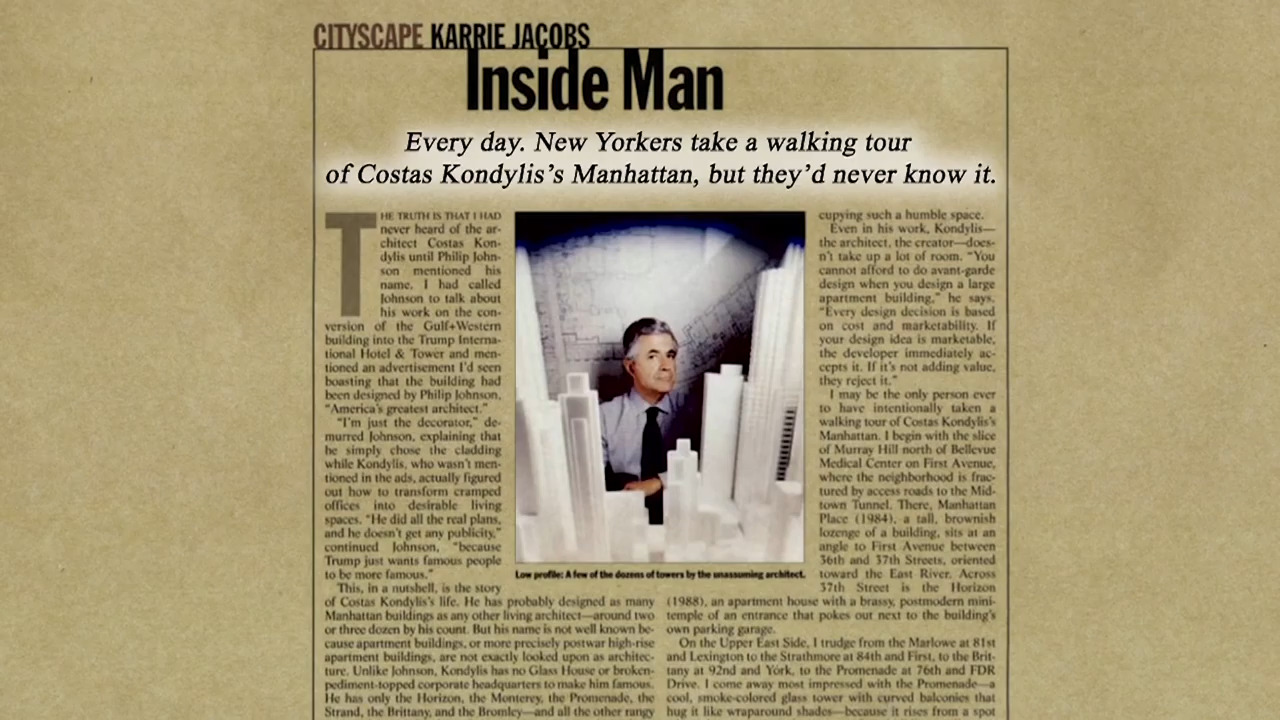 CITYSCAPE KARRIE JACOBS
Inside Man
Every day. New Yorkers take a walking tour
of Costas Kondylis's Manhattan, but they'd never know it.
THE TRUTH IS THAT I HAD
never heard of the ar-
chitect Costas Kon-
dylis until Philip John-
son mentioned his
name. I had called
Johnson to talk about
his work on the con-
version of the Gulf+Western
building into the Trump Interna-
tional Hotel & Tower and men-
tioned an advertisement I'd seen
boasting that the building had
been designed by Philip Johnson,
"America's greatest architect."
"I'm just the decorator," de-
murred Johnson, explaining that
he simply chose the cladding
while Kondylis, who wasn't men-
tioned in the ads, actually figured
out how to transform cramped
offices into desirable living
spaces. "He did all the real plans,
and he doesn't get any publicity,"
continued Johnson, "because
Trump just wants famous people
to be more famous."
This, in a nutshell, is the story
of Costas Kondylis's life. He has probably designed as many
Manhattan buildings as any other living architect—around two
or three dozen by his count. But his name is not well known be-
cause apartment buildings, or more precisely postwar high-rise
apartment buildings, are not exactly looked upon as architec-
ture. Unlike Johnson, Kondylis has no Glass House or broken-
pediment-topped corporate headquarters to make him famous.
He has only the Horizon, the Monterey, the Promenade, the
Strand, the Brittany, and the Bromley—and all the other rangy
Low profile: A few of the dozens of towers by the unassuming architect.
cupying such a humble space.
Even in his work, Kondylis—
the architect, the creator—does-
n't take up a lot of room. "You
cannot afford to do avant-garde
design when you design a large
apartment building," he says.
"Every design decision is based
on cost and marketability. If
your design idea is marketable,
the developer immediately ac-
cepts it. If it's not adding value,
they reject it."
I may be the only person ever
to have intentionally taken a
walking tour of Costas Kondylis's
Manhattan. I begin with the slice
of Murray Hill north of Bellevue
Medical Center on First Avenue,
where the neighborhood is frac-
tured by access roads to the Mid-
town Tunnel. There, Manhattan
Place (1984), a tall, brownish
lozenge of a building, sits at an
angle to First Avenue between
36th and 37th Streets, oriented
toward the East River. Across
37th Street is the Horizon
(1988), an apartment house with a brassy, postmodern mini-
temple of an entrance that pokes out next to the building's
own parking garage.
On the Upper East Side, I trudge from the Marlowe at 81st
and Lexington to the Strathmore at 84th and First, to the Brit-
tany at 92nd and York, to the Promenade at 76th and FDR
Drive. I come away most impressed with the Promenade—a
cool, smoke-colored glass tower with curved balconies that
hug it like wraparound shades—because it rises from a spot